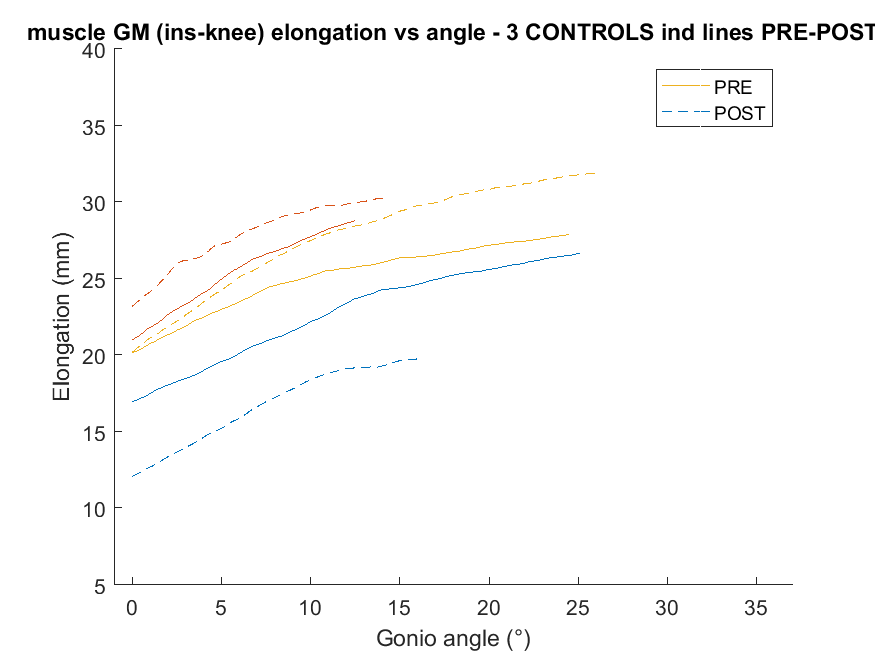 muscle GM (ins-knee) elongation vs angle - 3 CONTROLS ind lines PRE-POST
40
35
30
25
20
15
10
5
Elongation (mm)
PRE
POST
0 5 10 15 20 25 30 35
Gonio angle (°)